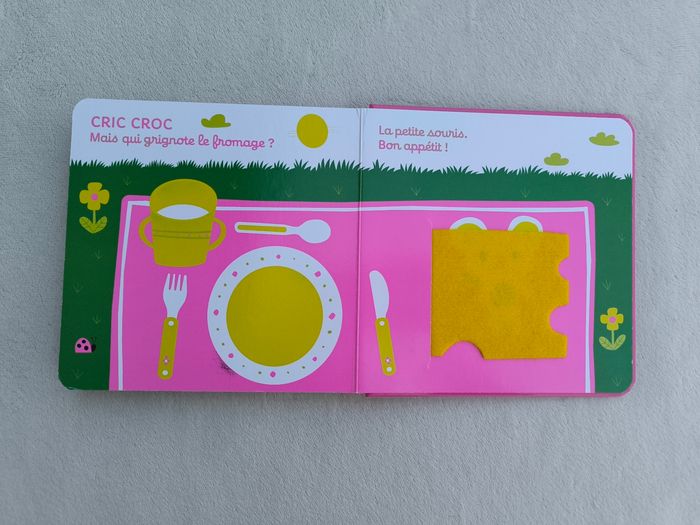 CRIC CROC
Mais qui grignote le fromage ?
La petite souris.
Bon appétit !